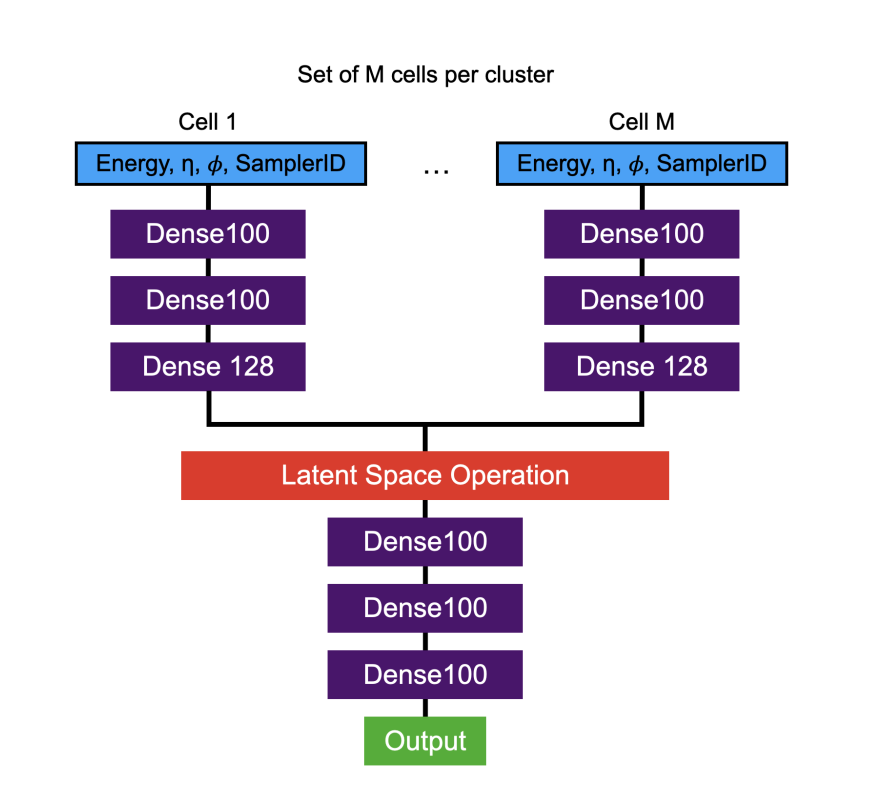 Set of M cells per cluster
Cell 1
Cell M
Energy, η, ϕ, SamplerID
...
Energy, η, ϕ, SamplerID
Dense100
Dense100
Dense100
Dense100
Dense 128
Dense 128
Latent Space Operation
Dense100
Dense100
Dense100
Output